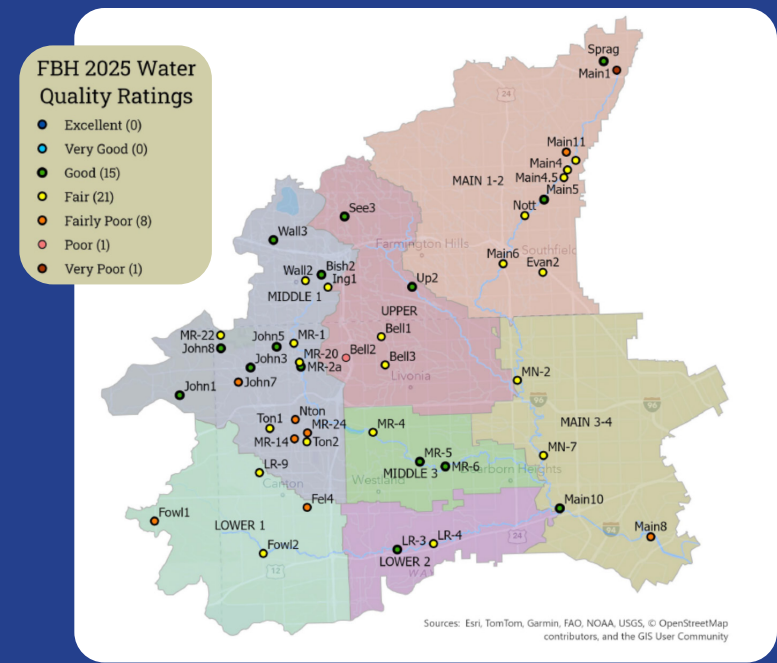 FBH 2025 Water
Quality Ratings
Excellent (0)
Very Good (0)
Good (15)
Fair (21)
Fairly Poor (8)
Poor (1)
Very Poor (1)
Sprag
Main1
24
Main11
Main4
MAIN 1-2
Main4.5
Main5
Nott
See3
Wall3
Farmington Hills
Southfield
Main6
Evan2
Wall2
Bish2
Ing1
Up2
MIDDLE 1
UPPER
MR-22
John8
John5
MR-1
Bell1
MR-20
Bell2
John3
MR-2a
Bell3
John7
Livonia
John1
MN-2
96
96
Nton
Ton1
MR-24
MR-4
MAIN 3-4
MR-14
Ton2
MN-7
LR-9
MR-5
MR-6
MIDDLE 3
Dearborn Heights
Canton
Westland
Fel4
Main10
Fowl1
LOWER 1
Main8
94
LR-3
LR-4
24
Fowl2
LOWER 2
12
Sources: Esri, TomTom, Garmin, FAO, NOAA, USGS, © OpenStreetMap
contributors, and the GIS User Community